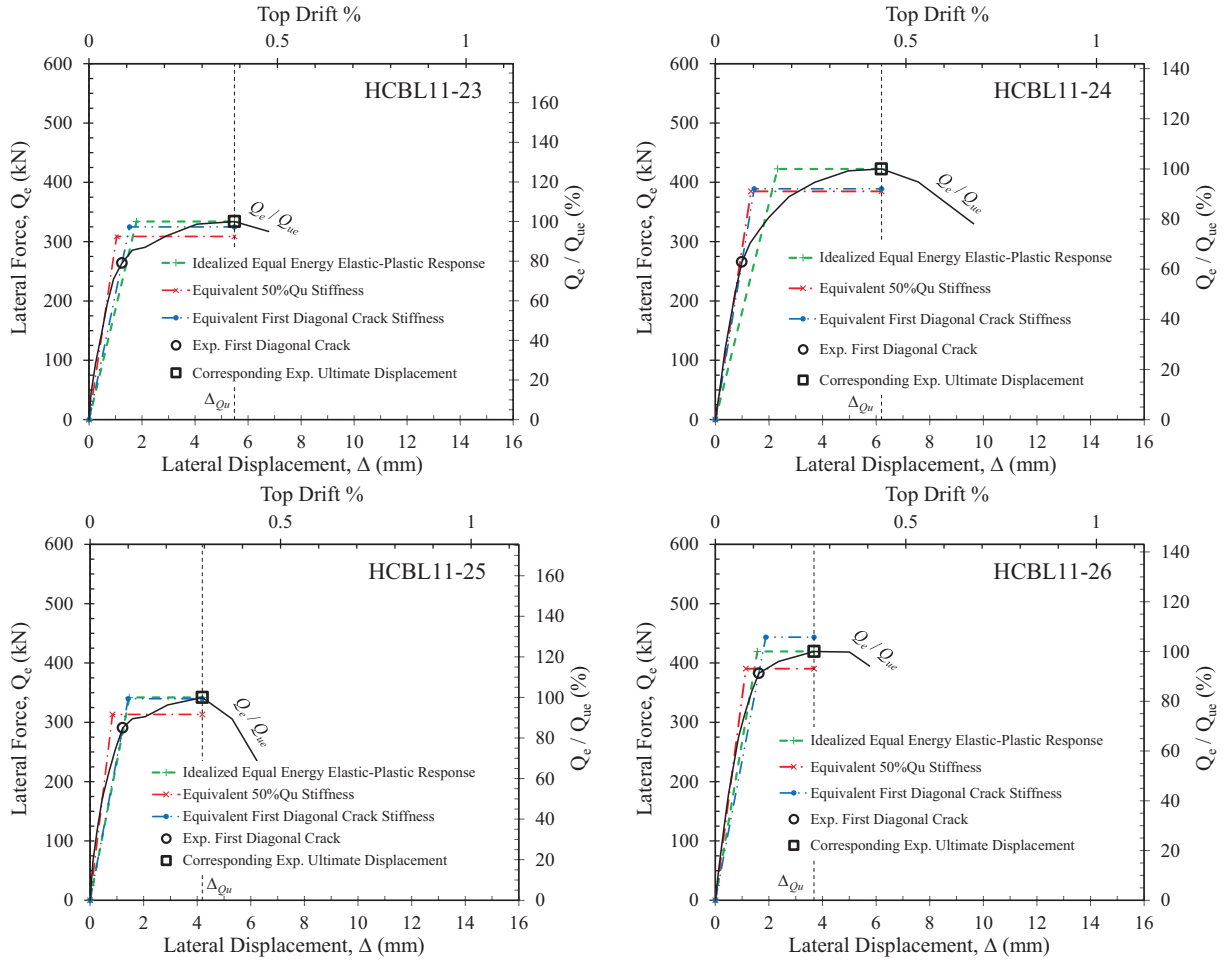 Top Drift %
0 0.5 1
600
500
400
300
200
100
0
Lateral Force, Qe (kN)
HCBL11-23
Qe / Que
Idealized Equal Energy Elastic-Plastic Response
Equivalent 50%Qu Stiffness
Equivalent First Diagonal Crack Stiffness
Exp. First Diagonal Crack
Corresponding Exp. Ultimate Displacement
ΔQu
160
140
120
100
80
60
40
20
0
Qe / Que (%)
0 2 4 6 8 10 12 14 16
Lateral Displacement, Δ (mm)
Top Drift %
0 0.5 1
600
500
400
300
200
100
0
Lateral Force, Qe (kN)
HCBL11-24
Qe / Que
Idealized Equal Energy Elastic-Plastic Response
Equivalent 50%Qu Stiffness
Equivalent First Diagonal Crack Stiffness
Exp. First Diagonal Crack
Corresponding Exp. Ultimate Displacement
ΔQu
140
120
100
80
60
40
20
0
Qe / Que (%)
0 2 4 6 8 10 12 14 16
Lateral Displacement, Δ (mm)
Top Drift %
0 0.5 1
600
500
400
300
200
100
0
Lateral Force, Qe (kN)
HCBL11-25
Qe / Que
Idealized Equal Energy Elastic-Plastic Response
Equivalent 50%Qu Stiffness
Equivalent First Diagonal Crack Stiffness
Exp. First Diagonal Crack
Corresponding Exp. Ultimate Displacement
ΔQu
160
140
120
100
80
60
40
20
0
Qe / Que (%)
0 2 4 6 8 10 12 14 16
Lateral Displacement, Δ (mm)
Top Drift %
0 0.5 1
600
500
400
300
200
100
0
Lateral Force, Qe (kN)
HCBL11-26
Qe / Que
Idealized Equal Energy Elastic-Plastic Response
Equivalent 50%Qu Stiffness
Equivalent First Diagonal Crack Stiffness
Exp. First Diagonal Crack
Corresponding Exp. Ultimate Displacement
ΔQu
140
120
100
80
60
40
20
0
Qe / Que (%)
0 2 4 6 8 10 12 14 16
Lateral Displacement, Δ (mm)